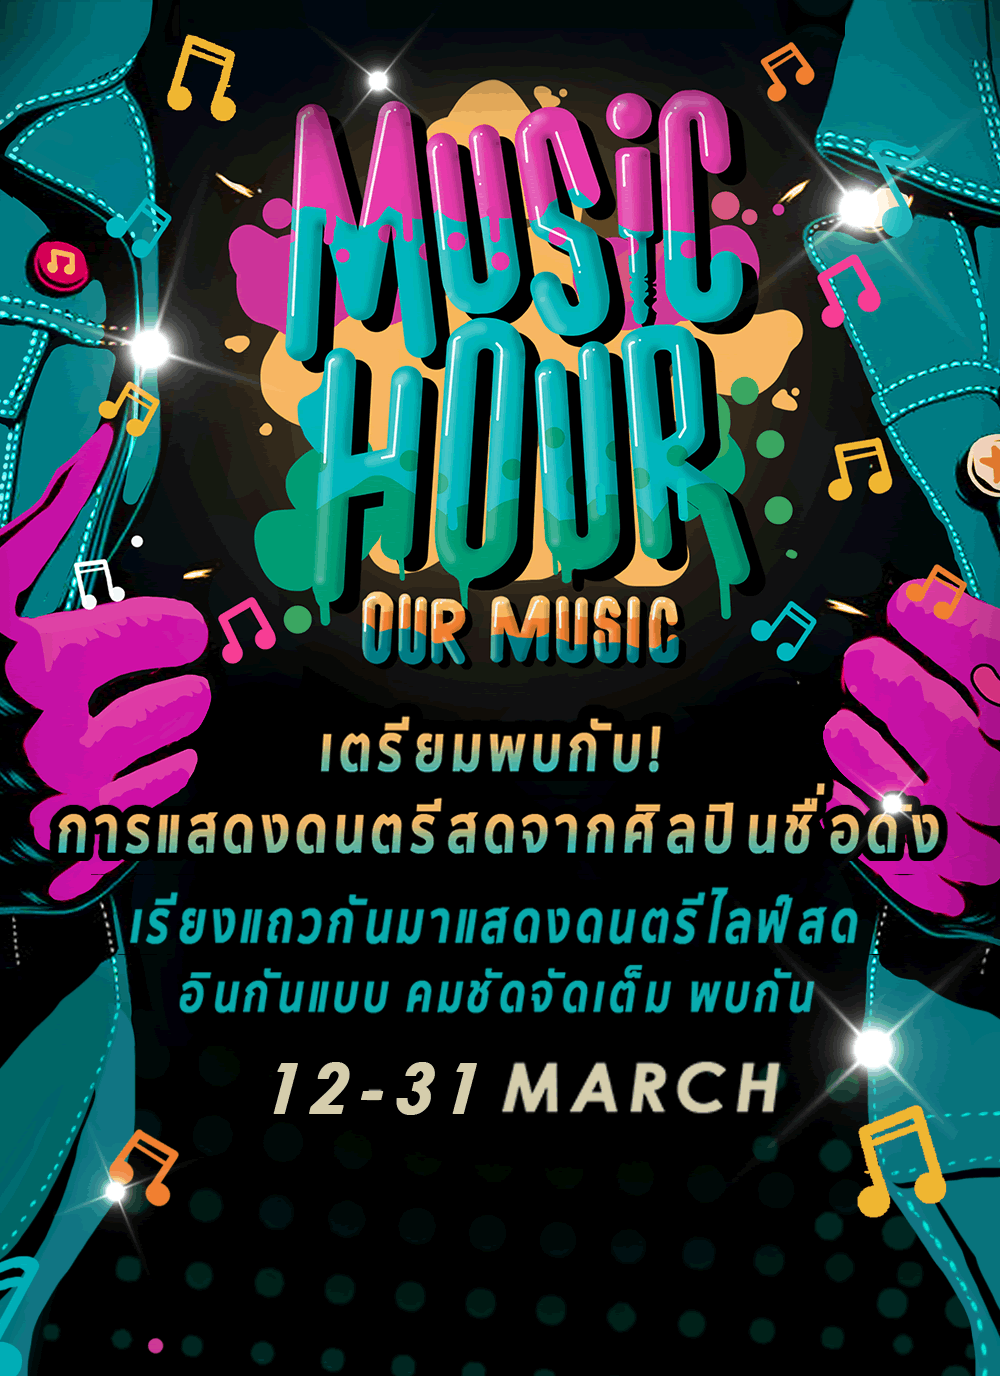 MUSIC
HOUR
OUR MUSIC
เตรียมพบกับ!
การแสดงดนตรีสดจากศิลปินชื่อดัง
เรียงแถวกันมาแสดงดนตรีไลฟ์สด
อินกันแบบ คมชัดจัดเต็ม พบกัน
12-31 MARCH